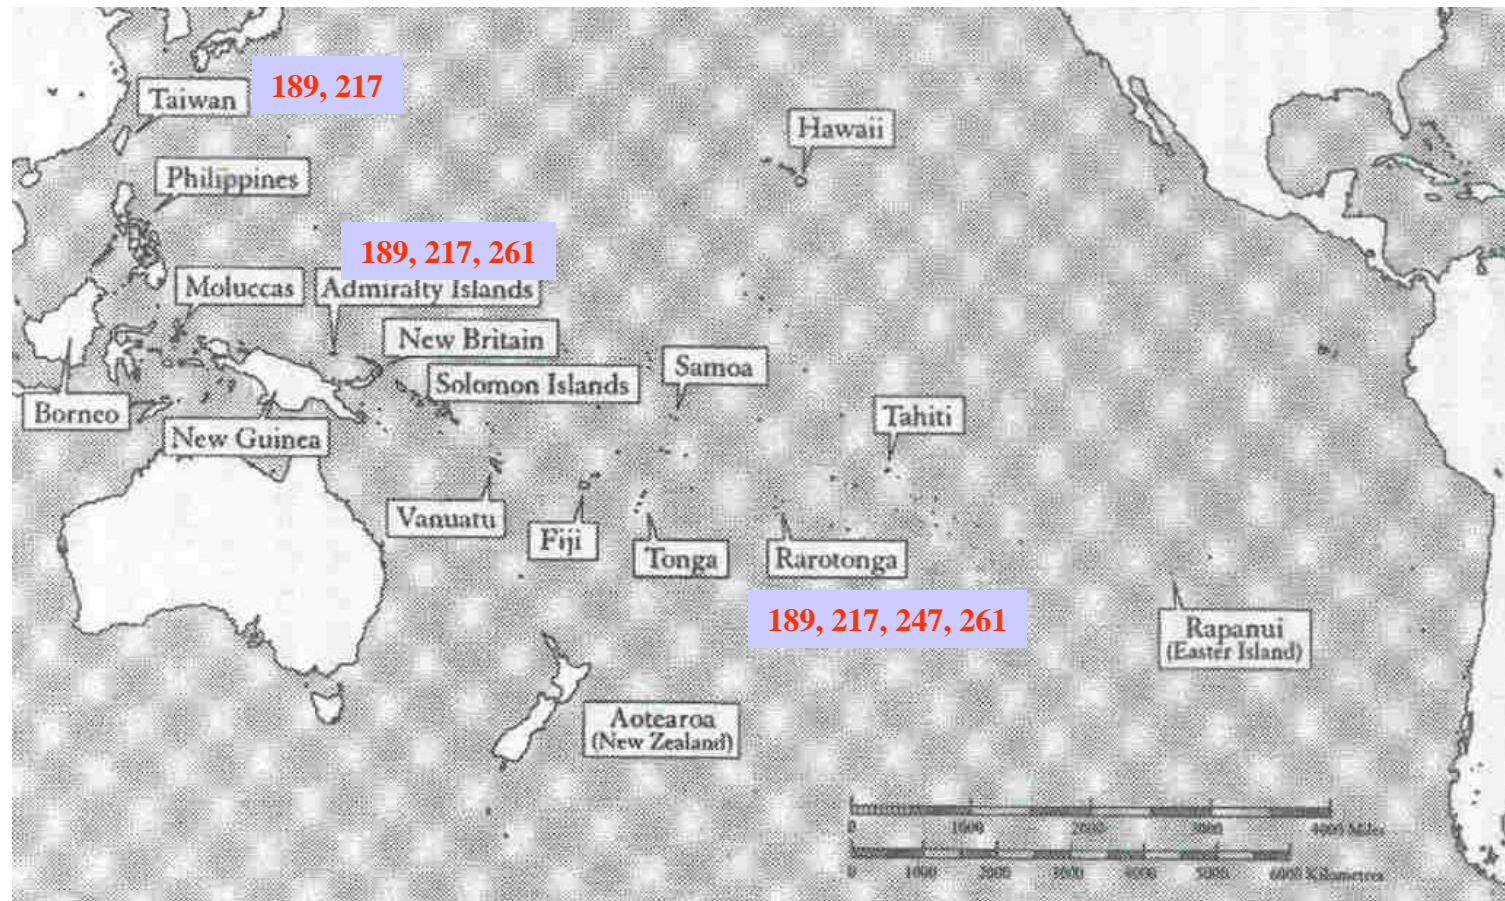 Taiwan
189, 217
Hawaii
Philippines
189, 217, 261
Moluccas
Admiralty Islands
New Britain
Samoa
Solomon Islands
Borneo
Tahiti
New Guinea
Vanuatu
Fiji
Tonga
Rarotonga
189, 217, 247, 261
Rapanui
(Easter Island)
Aotearoa
(New Zealand)
0 1000 2000 3000 4000 Miles
0 1000 2000 3000 4000 5000 6000 Kilometres